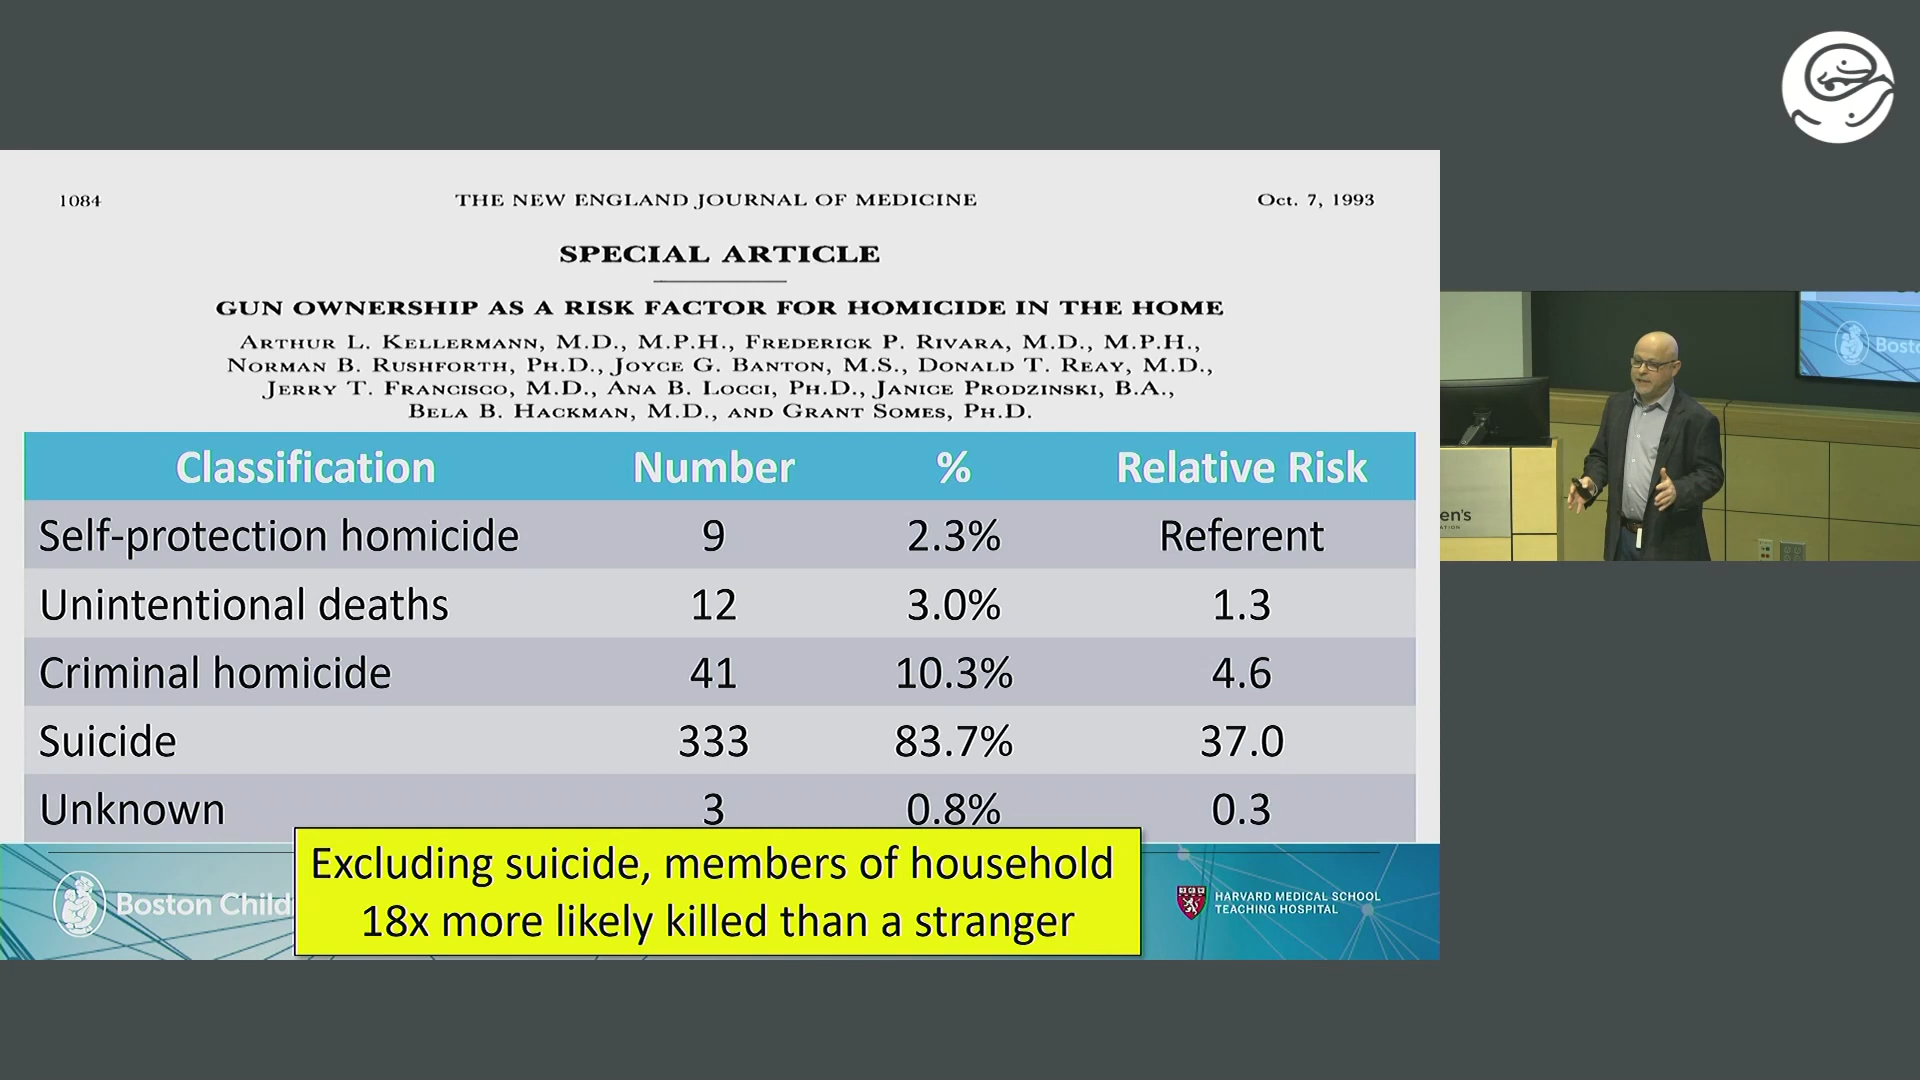 1084 THE NEW ENGLAND JOURNAL OF MEDICINE Oct. 7, 1993
SPECIAL ARTICLE
GUN OWNERSHIP AS A RISK FACTOR FOR HOMICIDE IN THE HOME
ARTHUR L. KELLERMANN, M.D., M.P.H., FREDERICK P. RIVARA, M.D., M.P.H.,
NORMAN B. RUSHFORTH, PH.D., JOYCE G. BANTON, M.S., DONALD T. REAY, M.D.,
JERRY T. FRANCISCO, M.D., ANA B. LOCCI, PH.D., JANICE PRODZINSKI, B.A.,
BELA B. HACKMAN, M.D., AND GRANT SOMES, PH.D.
Classification Number % Relative Risk
Self-protection homicide 9 2.3% Referent
Unintentional deaths 12 3.0% 1.3
Criminal homicide 41 10.3% 4.6
Suicide 333 83.7% 37.0
Unknown 3 0.8% 0.3
Excluding suicide, members of household
18x more likely killed than a stranger
Boston Child
HARVARD MEDICAL SCHOOL
TEACHING HOSPITAL
Bost
en's